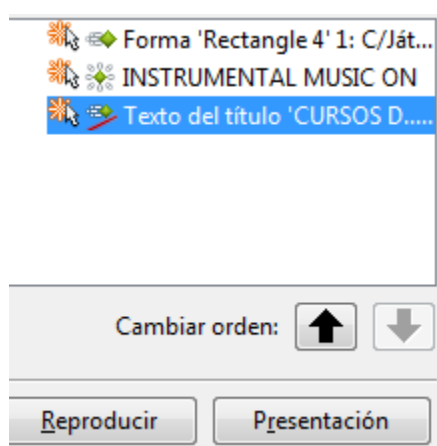 Forma 'Rectangle 4' 1: C/Ját...
INSTRUMENTAL MUSIC ON
Texto del título 'CURSOS D.....
Cambiar orden:
Reproducir
Presentación